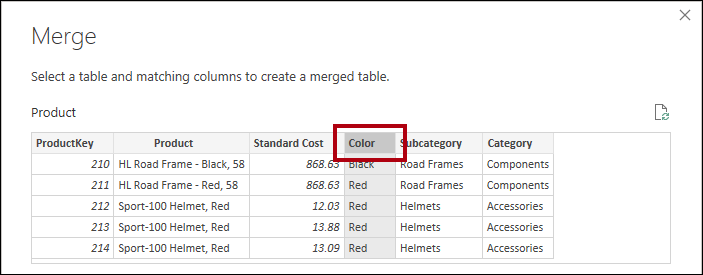 Merge
Select a table and matching columns to create a merged table.
Product
ProductKey Product Standard Cost Color Subcategory Category
210 HL Road Frame - Black, 58 868.63 Black Road Frames Components
211 HL Road Frame - Red, 58 868.63 Red Road Frames Components
212 Sport-100 Helmet, Red 12.03 Red Helmets Accessories
213 Sport-100 Helmet, Red 13.88 Red Helmets Accessories
214 Sport-100 Helmet, Red 13.09 Red Helmets Accessories